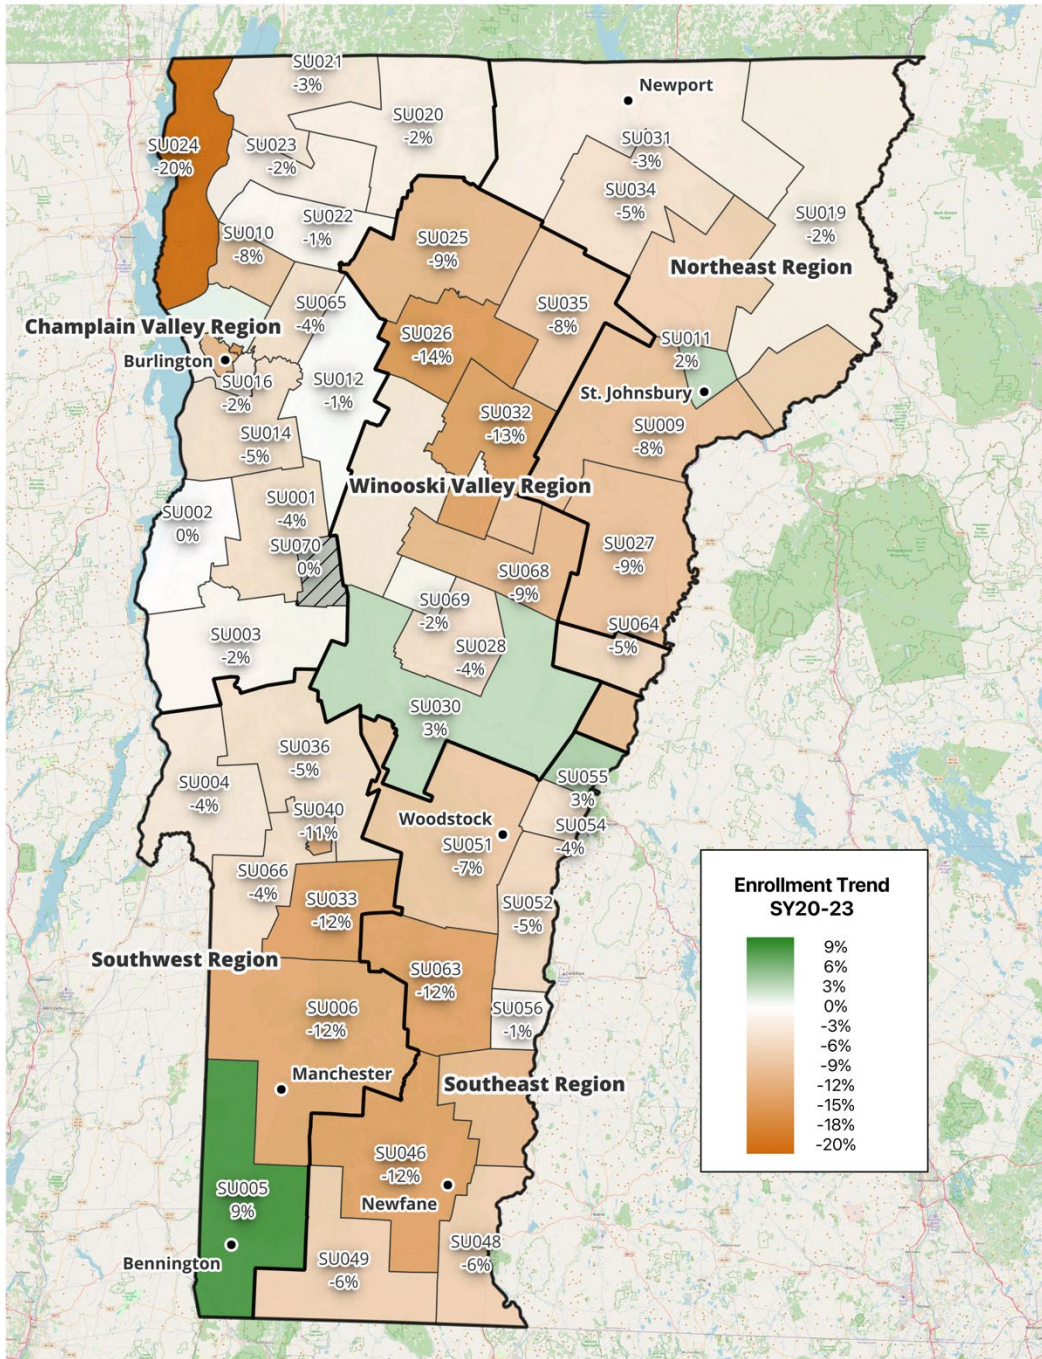 SU021
-3%
Newport
SU020
-2%
SU024
-20%
SU023
-2%
SU031
-3%
SU034
-5%
SU019
-2%
SU022
-1%
SU010
-8%
SU025
-9%
Northeast Region
SU065
-4%
SU035
-8%
Champlain Valley Region
Burlington
SU026
-14%
SU011
2%
SU016
-2%
SU012
-1%
St. Johnsbury
SU032
-13%
SU014
-5%
SU009
-8%
Winooski Valley Region
SU001
-4%
SU002
0%
SU070
0%
SU027
-9%
SU068
-9%
SU069
-2%
SU003
-2%
SU028
-4%
SU064
-5%
SU030
3%
SU036
-5%
SU004
-4%
SU055
3%
SU040
-11%
Woodstock
SU051
-7%
SU054
-4%
SU066
-4%
SU033
-12%
SU052
-5%
Southwest Region
SU063
-12%
SU006
-12%
SU056
-1%
Manchester
Southeast Region
SU046
-12%
Newfane
SU005
9%
Bennington
SU049
-6%
SU048
-6%
Enrollment Trend
SY20-23
9%
6%
3%
0%
-3%
-6%
-9%
-12%
-15%
-18%
-20%